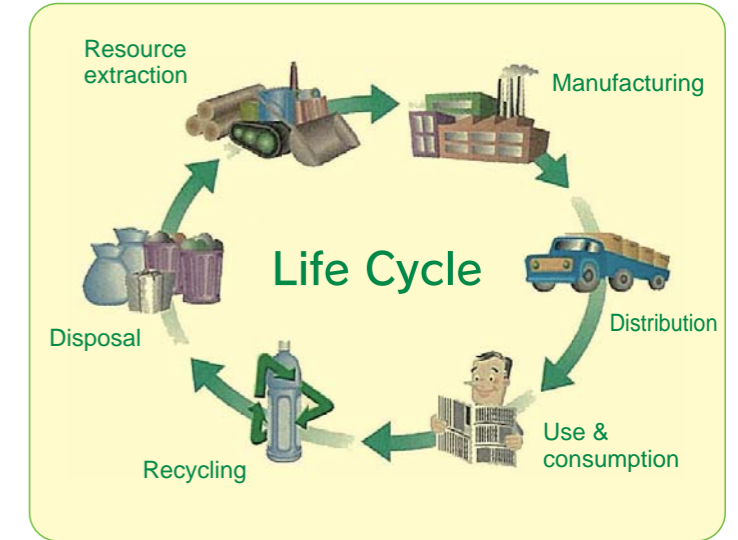 Resource
extraction
Manufacturing
Life Cycle
Distribution
Disposal
Use &
consumption
Recycling